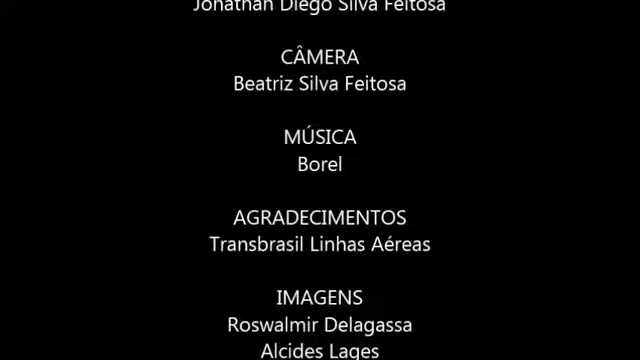 Jonathan Diego Silva Feitosa
CÂMERA
Beatriz Silva Feitosa
MÚSICA
Borel
AGRADECIMENTOS
Transbrasil Linhas Aéreas
IMAGENS
Roswalmir Delagassa
Alcides Lages